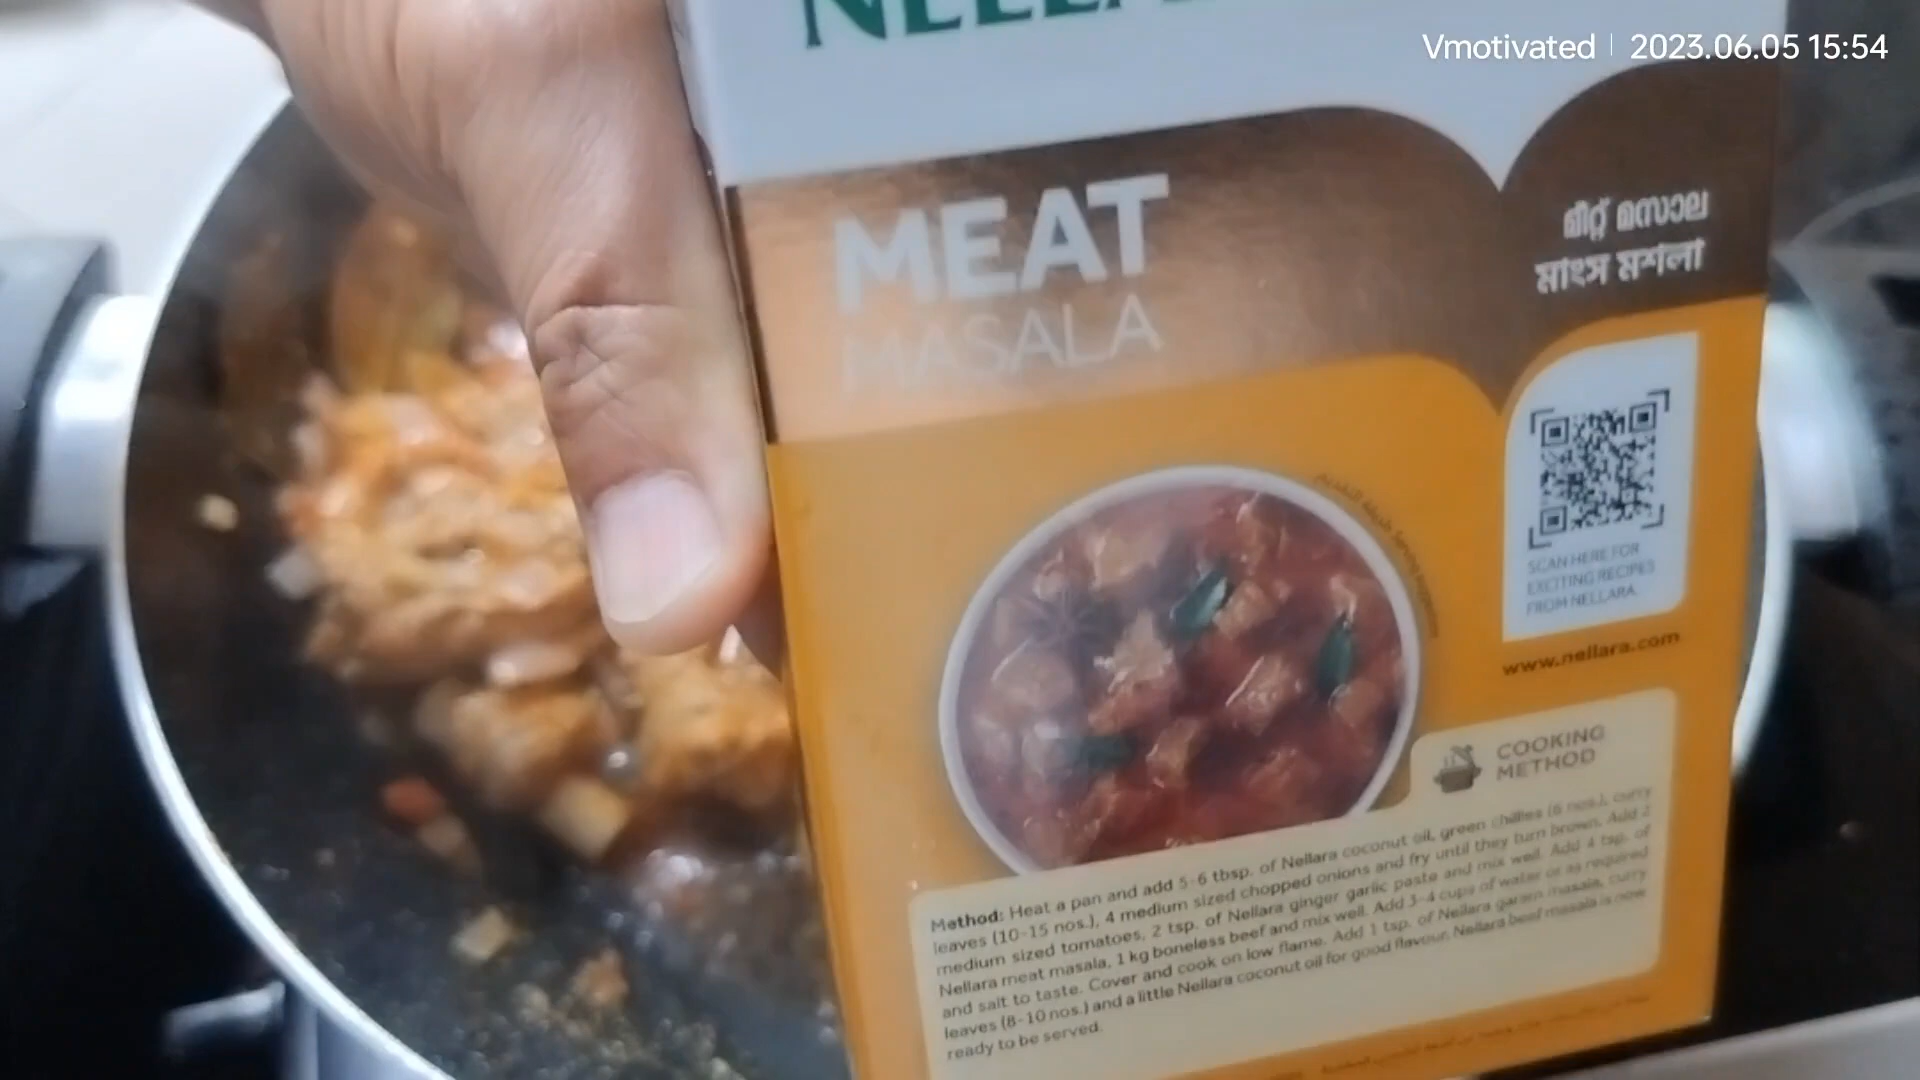 Vmotivated | 2023.06.05 15:54
MEAT
MASALA
മീറ്റ് മസാല
মাংস মশলা
SCAN HERE FOR
EXCITING RECIPES
FROM NELLARA.
www.nellara.com
COOKING
METHOD
Method: Heat a pan and add 5-6 tbsp. of Nellara coconut oil, green chillies (6 nos.), curry
leaves (10-15 nos.), 4 medium sized chopped onions and fry until they turn brown. Add 2
medium sized tomatoes, 2 tsp. of Nellara ginger garlic paste and mix well. Add 4 tsp. of
Nellara meat masala, 1 kg boneless beef and mix well. Add 3-4 cups of water or as required
and salt to taste. Cover and cook on low flame. Add 1 tsp. of Nellara garam masala, curry
leaves (8-10 nos.) and a little Nellara coconut oil for good flavour. Nellara beef masala is now
ready to be served.